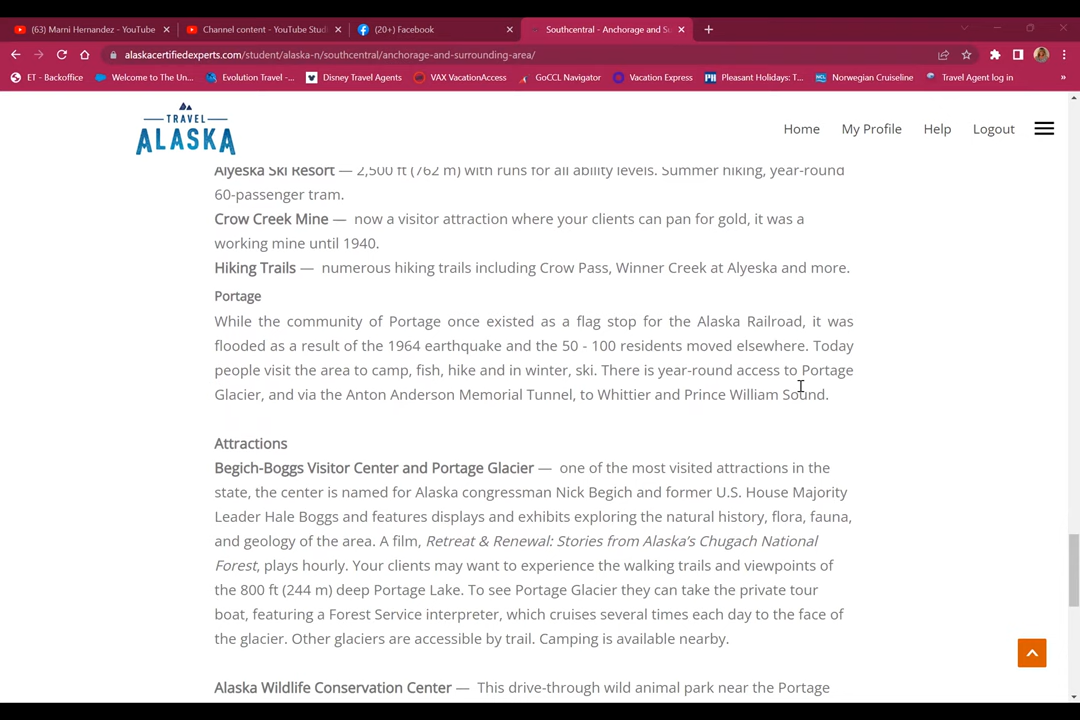 (63) Marni Hernandez - YouTube
Channel content - YouTube Studi
(20+) Facebook
Southcentral - Anchorage and Su
alaskacertifiedexperts.com/student/alaska-n/southcentral/anchorage-and-surrounding-area/
ET - Backoffice
Welcome to The Un...
Evolution Travel -...
Disney Travel Agents
VAX VacationAccess
GoCCL Navigator
Vacation Express
Pleasant Holidays: T...
Norwegian Cruiseline
Travel Agent log in
»
TRAVEL
ALASKA
Home
My Profile
Help
Logout
Alyeska Ski Resort — 2,500 ft (762 m) with runs for all ability levels. Summer hiking, year-round
60-passenger tram.
Crow Creek Mine — now a visitor attraction where your clients can pan for gold, it was a
working mine until 1940.
Hiking Trails — numerous hiking trails including Crow Pass, Winner Creek at Alyeska and more.
Portage
While the community of Portage once existed as a flag stop for the Alaska Railroad, it was
flooded as a result of the 1964 earthquake and the 50 - 100 residents moved elsewhere. Today
people visit the area to camp, fish, hike and in winter, ski. There is year-round access to Portage
Glacier, and via the Anton Anderson Memorial Tunnel, to Whittier and Prince William Sound.
Attractions
Begich-Boggs Visitor Center and Portage Glacier — one of the most visited attractions in the
state, the center is named for Alaska congressman Nick Begich and former U.S. House Majority
Leader Hale Boggs and features displays and exhibits exploring the natural history, flora, fauna,
and geology of the area. A film, Retreat & Renewal: Stories from Alaska's Chugach National
Forest, plays hourly. Your clients may want to experience the walking trails and viewpoints of
the 800 ft (244 m) deep Portage Lake. To see Portage Glacier they can take the private tour
boat, featuring a Forest Service interpreter, which cruises several times each day to the face of
the glacier. Other glaciers are accessible by trail. Camping is available nearby.
Alaska Wildlife Conservation Center — This drive-through wild animal park near the Portage